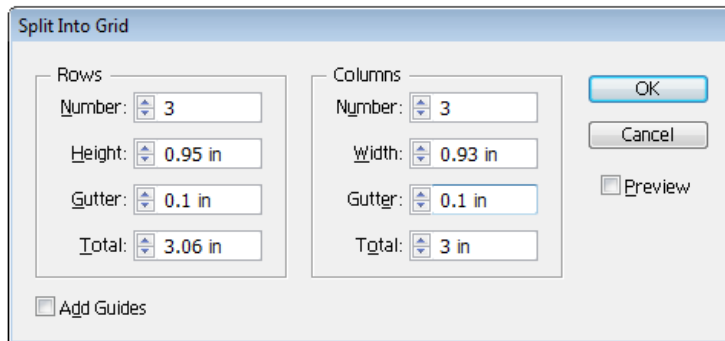 Split Into Grid
Rows
Number: 3
Height: 0.95 in
Gutter: 0.1 in
Total: 3.06 in
Columns
Number: 3
Width: 0.93 in
Gutter: 0.1 in
Total: 3 in
OK
Cancel
Preview
Add Guides